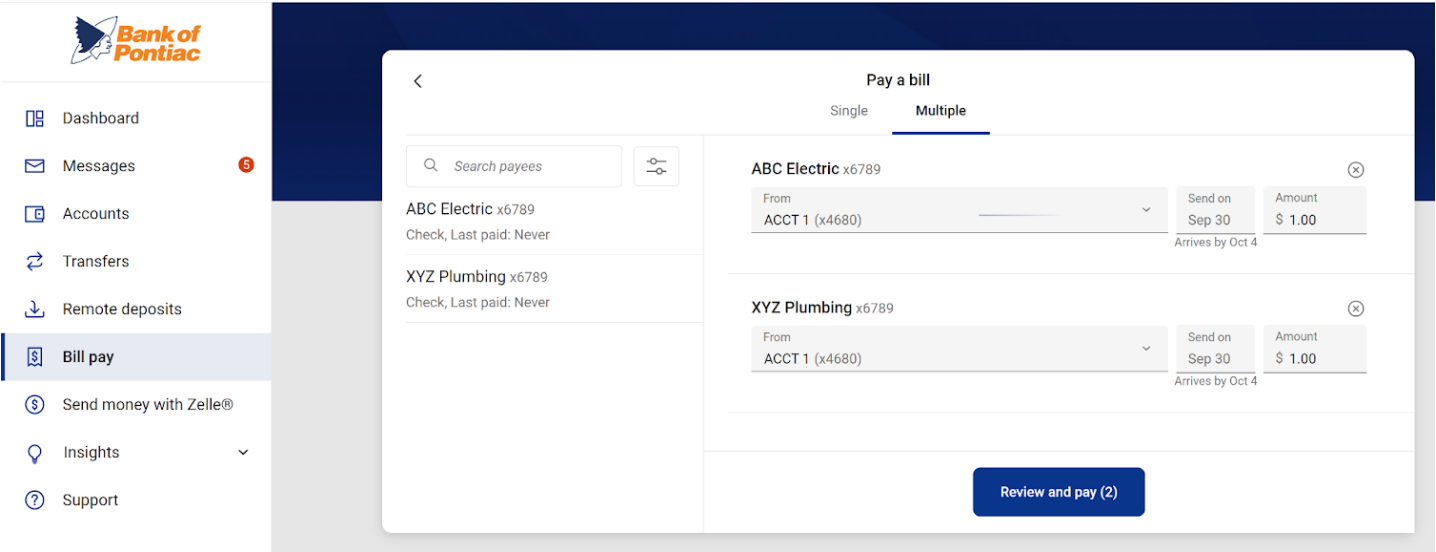 Bank of
Pontiac
Dashboard
Messages
5
Accounts
Transfers
Remote deposits
Bill pay
Send money with Zelle®
Insights
Support
Pay a bill
Single
Multiple
Search payees
ABC Electric x6789
Check, Last paid: Never
XYZ Plumbing x6789
Check, Last paid: Never
ABC Electric x6789
From
ACCT 1 (x4680)
Send on
Sep 30
Arrives by Oct 4
Amount
$ 1.00
XYZ Plumbing x6789
From
ACCT 1 (x4680)
Send on
Sep 30
Arrives by Oct 4
Amount
$ 1.00
Review and pay (2)